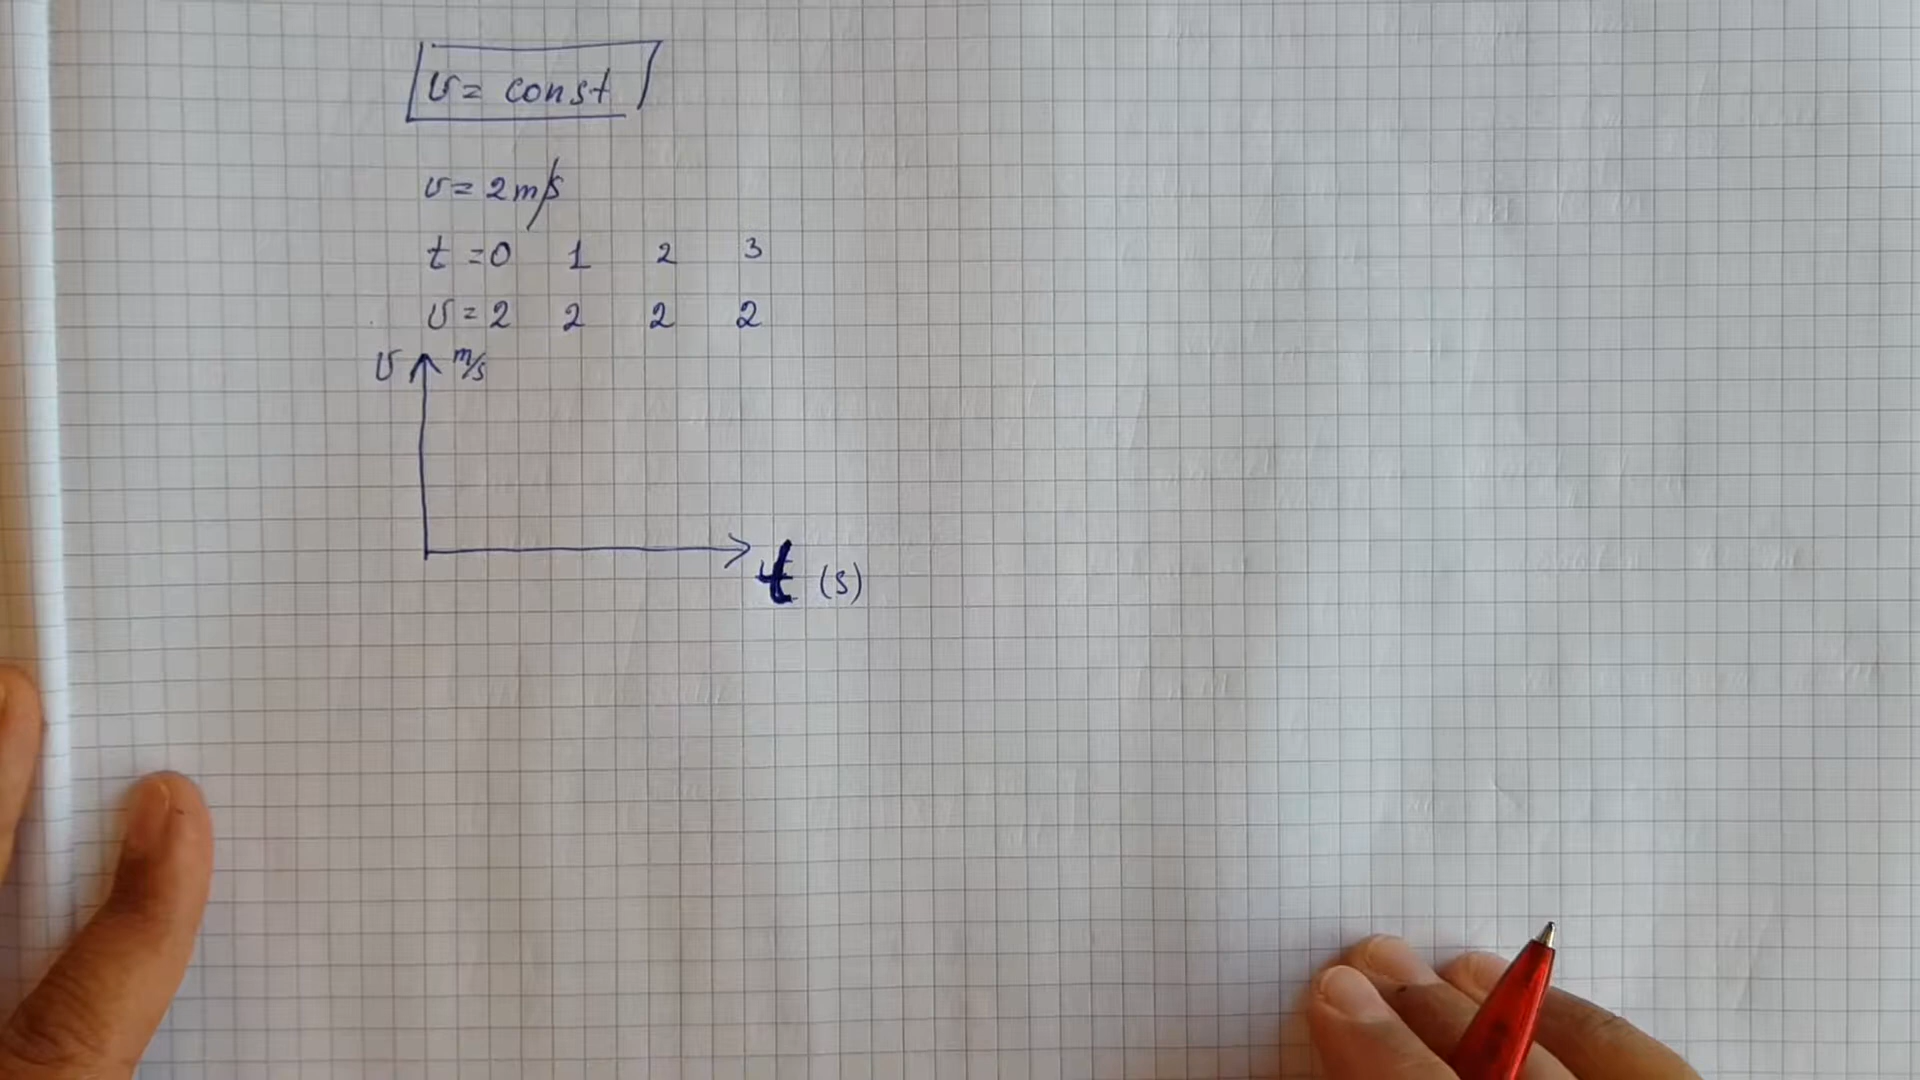 v = const
v = 2 m/s
t = 0 1 2 3
v = 2 2 2 2
v m/s
t (s)